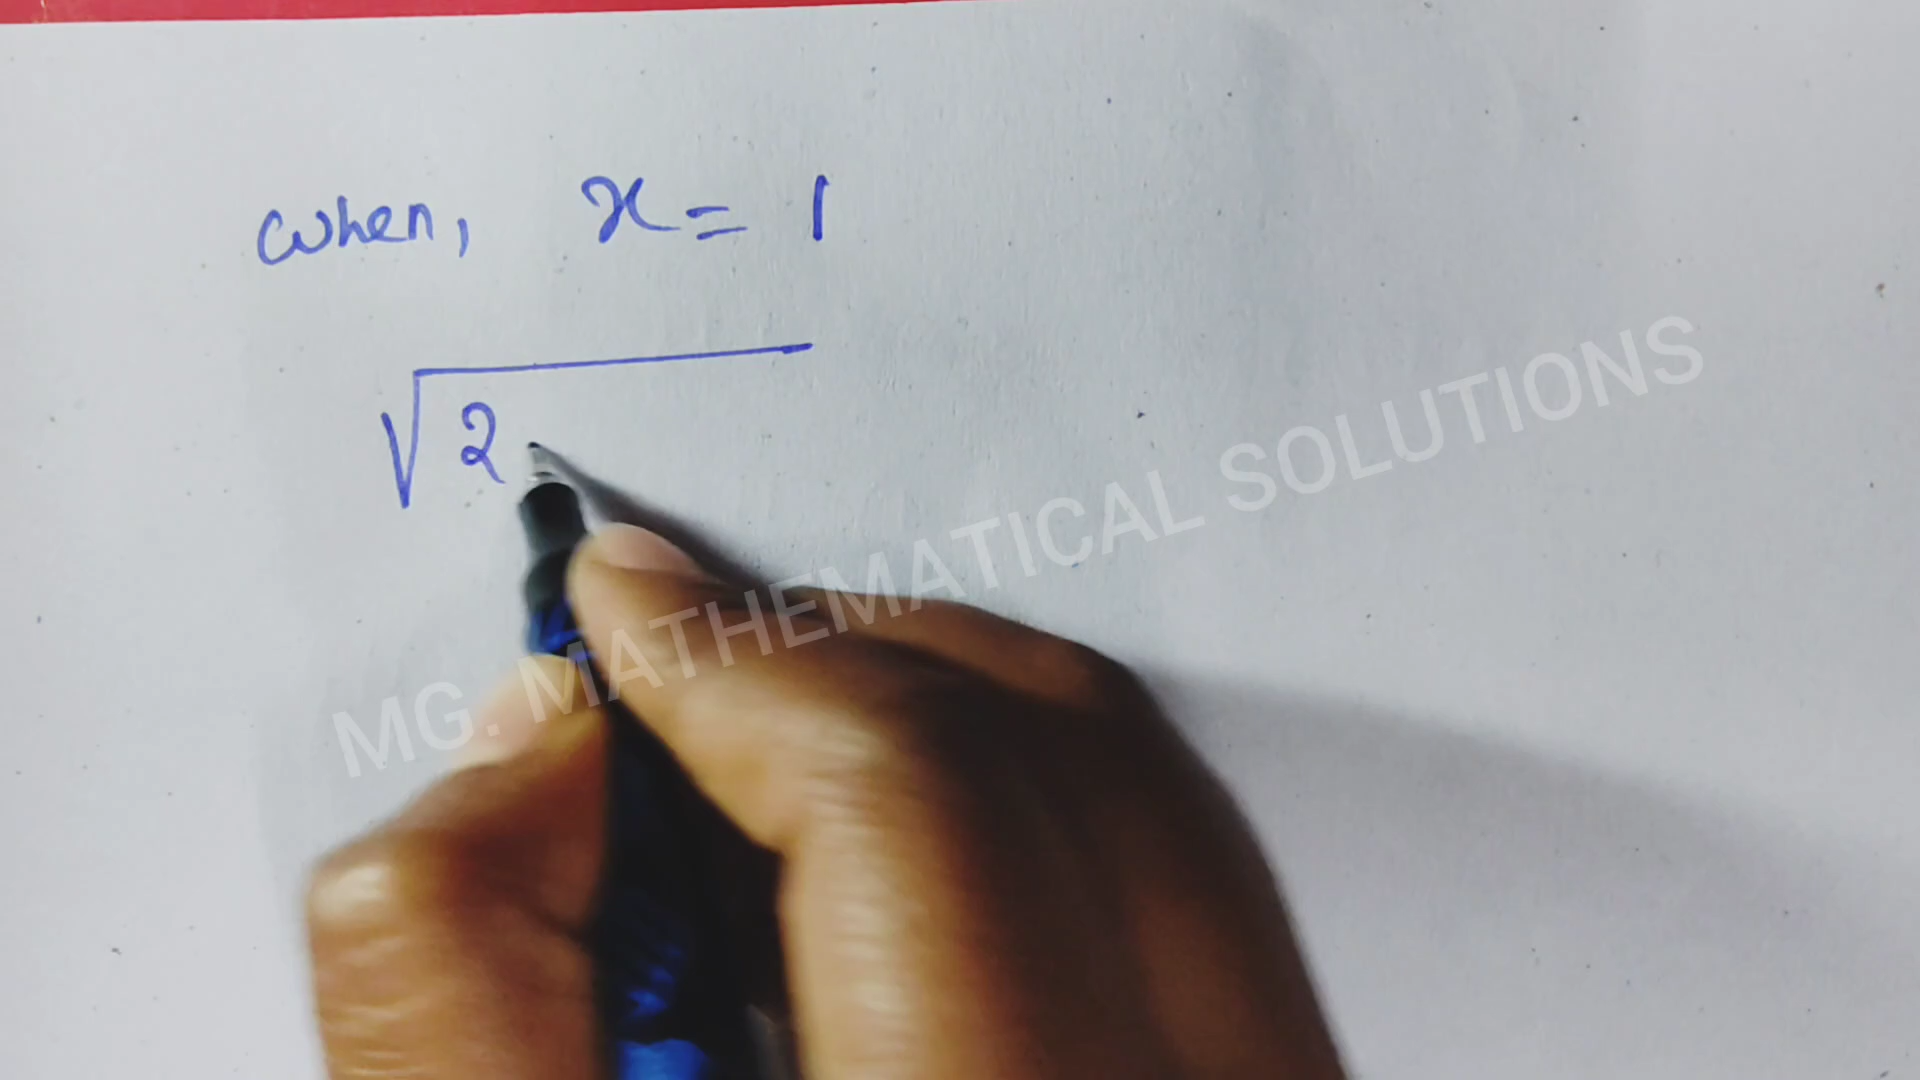 when, x = 1
√2
MG. MATHEMATICAL SOLUTIONS